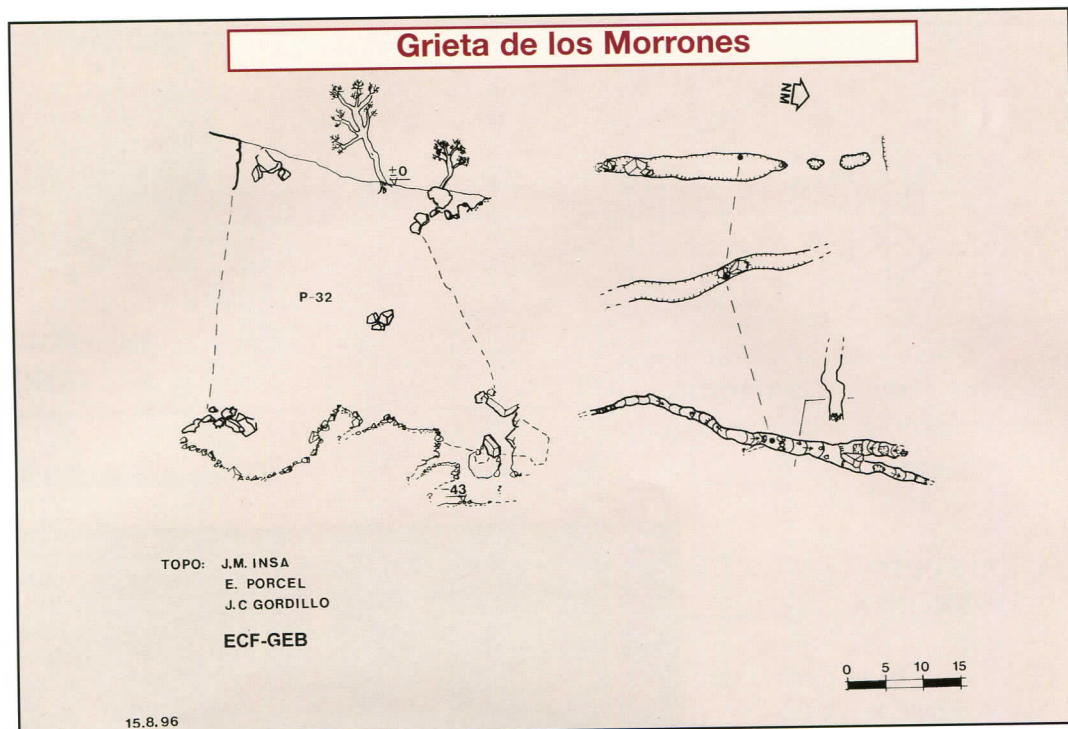 Grieta de los Morrones
NM
±0
P-32
-43
?
?
TOPO: J.M. INSA
E. PORCEL
J.C GORDILLO
ECF-GEB
0 5 10 15
15.8.96